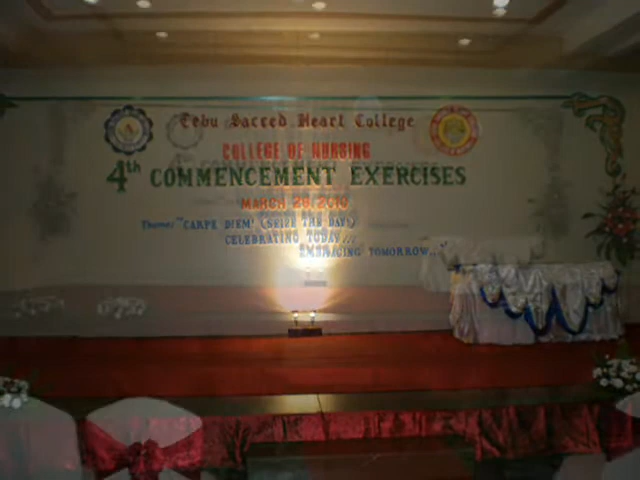 Cebu Sacred Heart College
COLLEGE OF NURSING
4th COMMENCEMENT EXERCISES
MARCH 28, 2010
Theme: "CARPE DIEM" (SEIZE THE DAY)
CELEBRATING TODAY...
EMBRACING TOMORROW..."